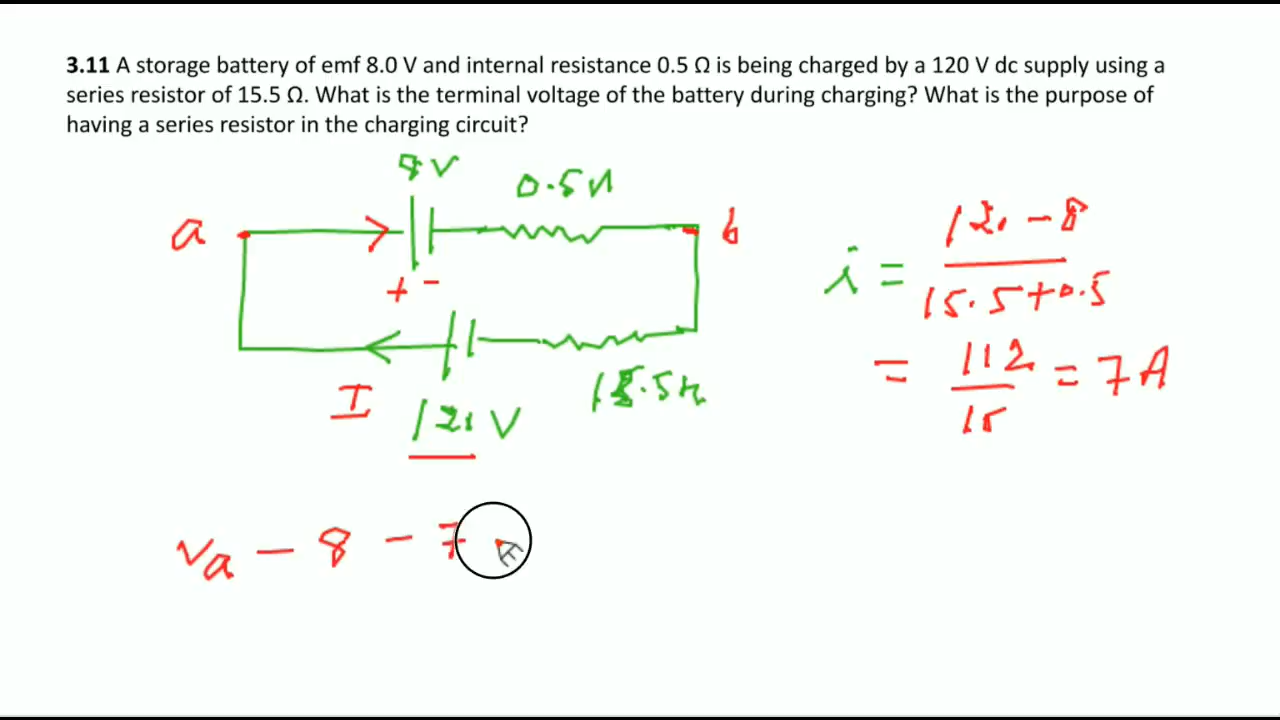 3.11 A storage battery of emf 8.0 V and internal resistance 0.5 Ω is being charged by a 120 V dc supply using a
series resistor of 15.5 Ω. What is the terminal voltage of the battery during charging? What is the purpose of
having a series resistor in the charging circuit?
8V
0.5Ω
a
b
+ -
I
120 V
15.5Ω
i = 120 - 8 / 15.5 + 0.5
= 112 / 16 = 7A
Va - 8 - 7